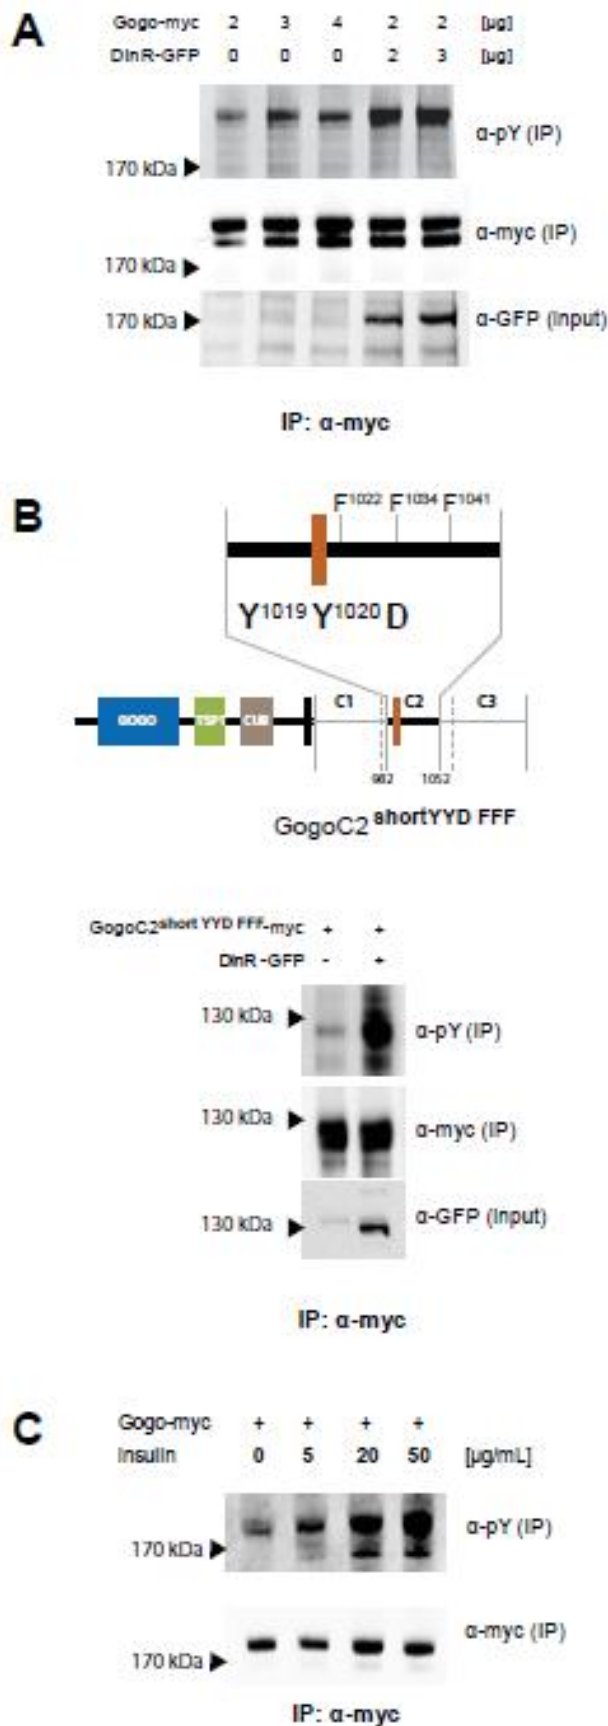 A
Gogo-myc 2 3 4 2 2 [µg]
DInR-GFP 0 0 0 2 3 [µg]
α-pY (IP)
170 kDa
α-myc (IP)
170 kDa
170 kDa α-GFP (Input)
IP: α-myc
B
F1022 F1034 F1041
Y1019 Y1020 D
GOGO TSP1 CUB C1 C2 C3
982 1052
GogoC2short YYD FFF
GogoC2short YYD FFF-myc + +
DInR-GFP - +
130 kDa
α-pY (IP)
130 kDa
α-myc (IP)
130 kDa α-GFP (Input)
IP: α-myc
C
Gogo-myc + + + +
Insulin 0 5 20 50 [µg/mL]
α-pY (IP)
170 kDa
α-myc (IP)
170 kDa
IP: α-myc